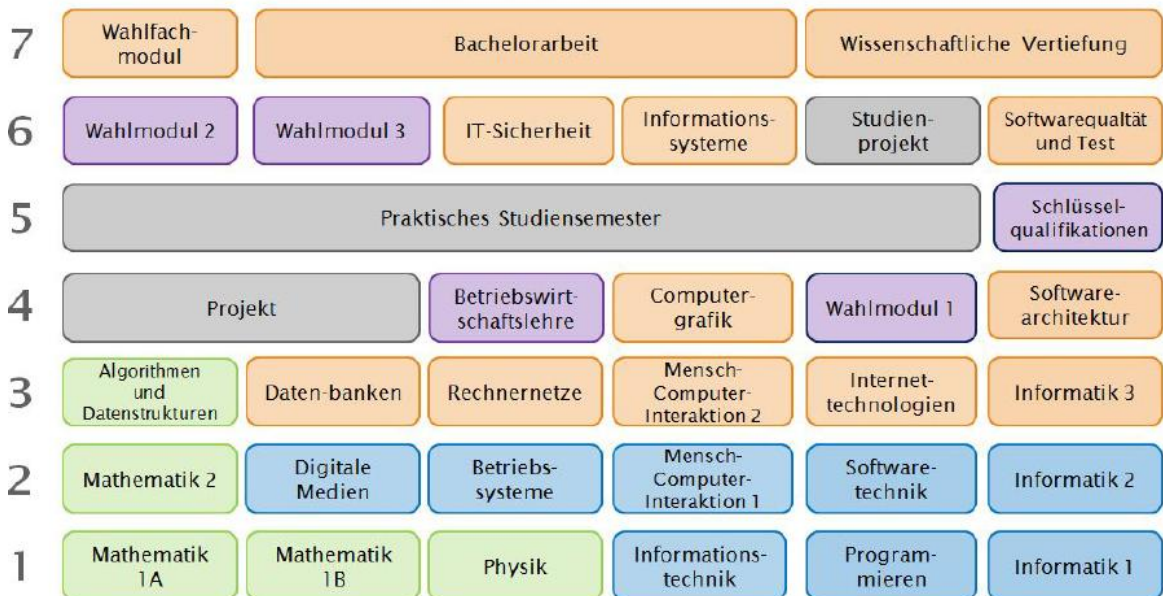 7
Wahlfach-
modul
Bachelorarbeit
Wissenschaftliche Vertiefung
6
Wahlmodul 2
Wahlmodul 3
IT-Sicherheit
Informations-
systeme
Studien-
projekt
Softwarequaltät
und Test
5
Praktisches Studiensemester
Schlüssel-
qualifikationen
4
Projekt
Betriebswirt-
schaftslehre
Computer-
grafik
Wahlmodul 1
Software-
architektur
3
Algorithmen
und
Datenstrukturen
Daten-banken
Rechnernetze
Mensch-
Computer-
Interaktion 2
Internet-
technologien
Informatik 3
2
Mathematik 2
Digitale
Medien
Betriebs-
systeme
Mensch-
Computer-
Interaktion 1
Software-
technik
Informatik 2
1
Mathematik
1A
Mathematik
1B
Physik
Informations-
technik
Program-
mieren
Informatik 1